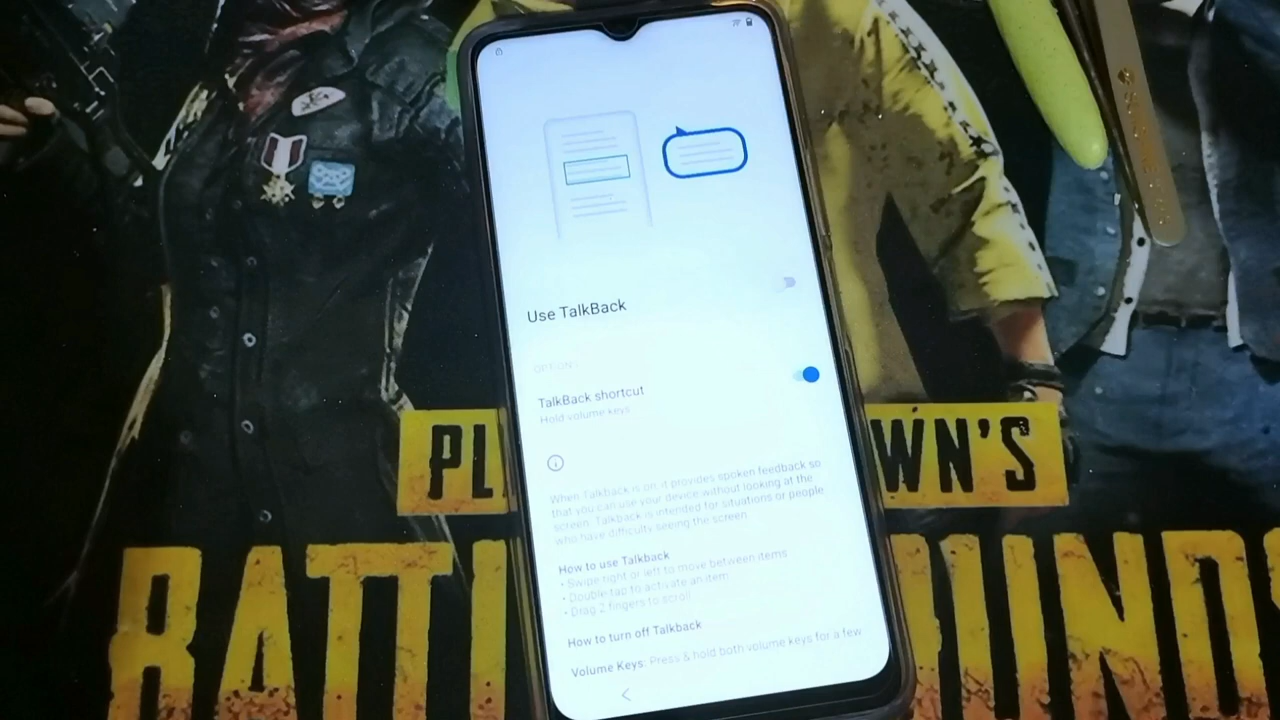 Use TalkBack
OPTIONS
TalkBack shortcut
Hold volume keys
When Talkback is on, it provides spoken feedback so
that you can use your device without looking at the
screen. Talkback is intended for situations or people
who have difficulty seeing the screen.
How to use Talkback
• Swipe right or left to move between items
• Double-tap to activate an item
• Drag 2 fingers to scroll
How to turn off Talkback
Volume Keys: Press & hold both volume keys for a few
PL
WN'S
BATTL
UND